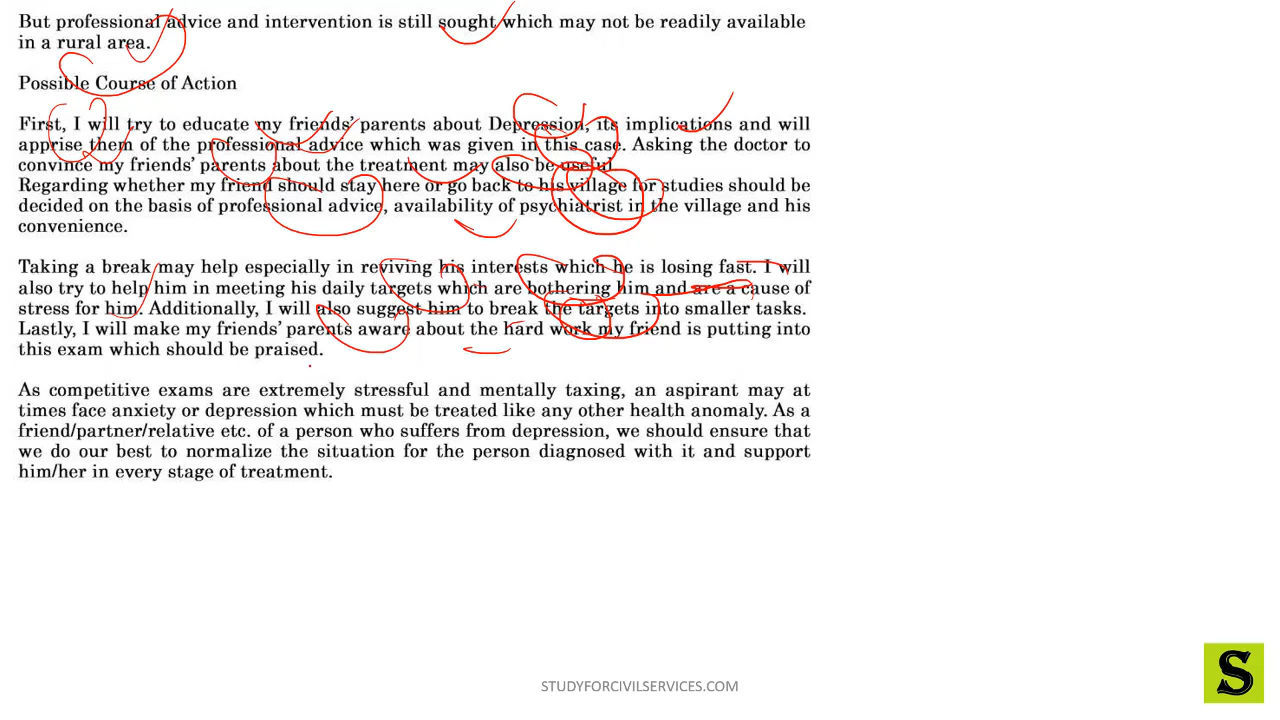 But professional advice and intervention is still sought which may not be readily available
in a rural area.
Possible Course of Action
First, I will try to educate my friends' parents about Depression, its implications and will
apprise them of the professional advice which was given in this case. Asking the doctor to
convince my friends' parents about the treatment may also be useful.
Regarding whether my friend should stay here or go back to his village for studies should be
decided on the basis of professional advice, availability of psychiatrist in the village and his
convenience.
Taking a break may help especially in reviving his interests which he is losing fast. I will
also try to help him in meeting his daily targets which are bothering him and are a cause of
stress for him. Additionally, I will also suggest him to break the targets into smaller tasks.
Lastly, I will make my friends' parents aware about the hard work my friend is putting into
this exam which should be praised.
As competitive exams are extremely stressful and mentally taxing, an aspirant may at
times face anxiety or depression which must be treated like any other health anomaly. As a
friend/partner/relative etc. of a person who suffers from depression, we should ensure that
we do our best to normalize the situation for the person diagnosed with it and support
him/her in every stage of treatment.
STUDYFORCIVILSERVICES.COM
S